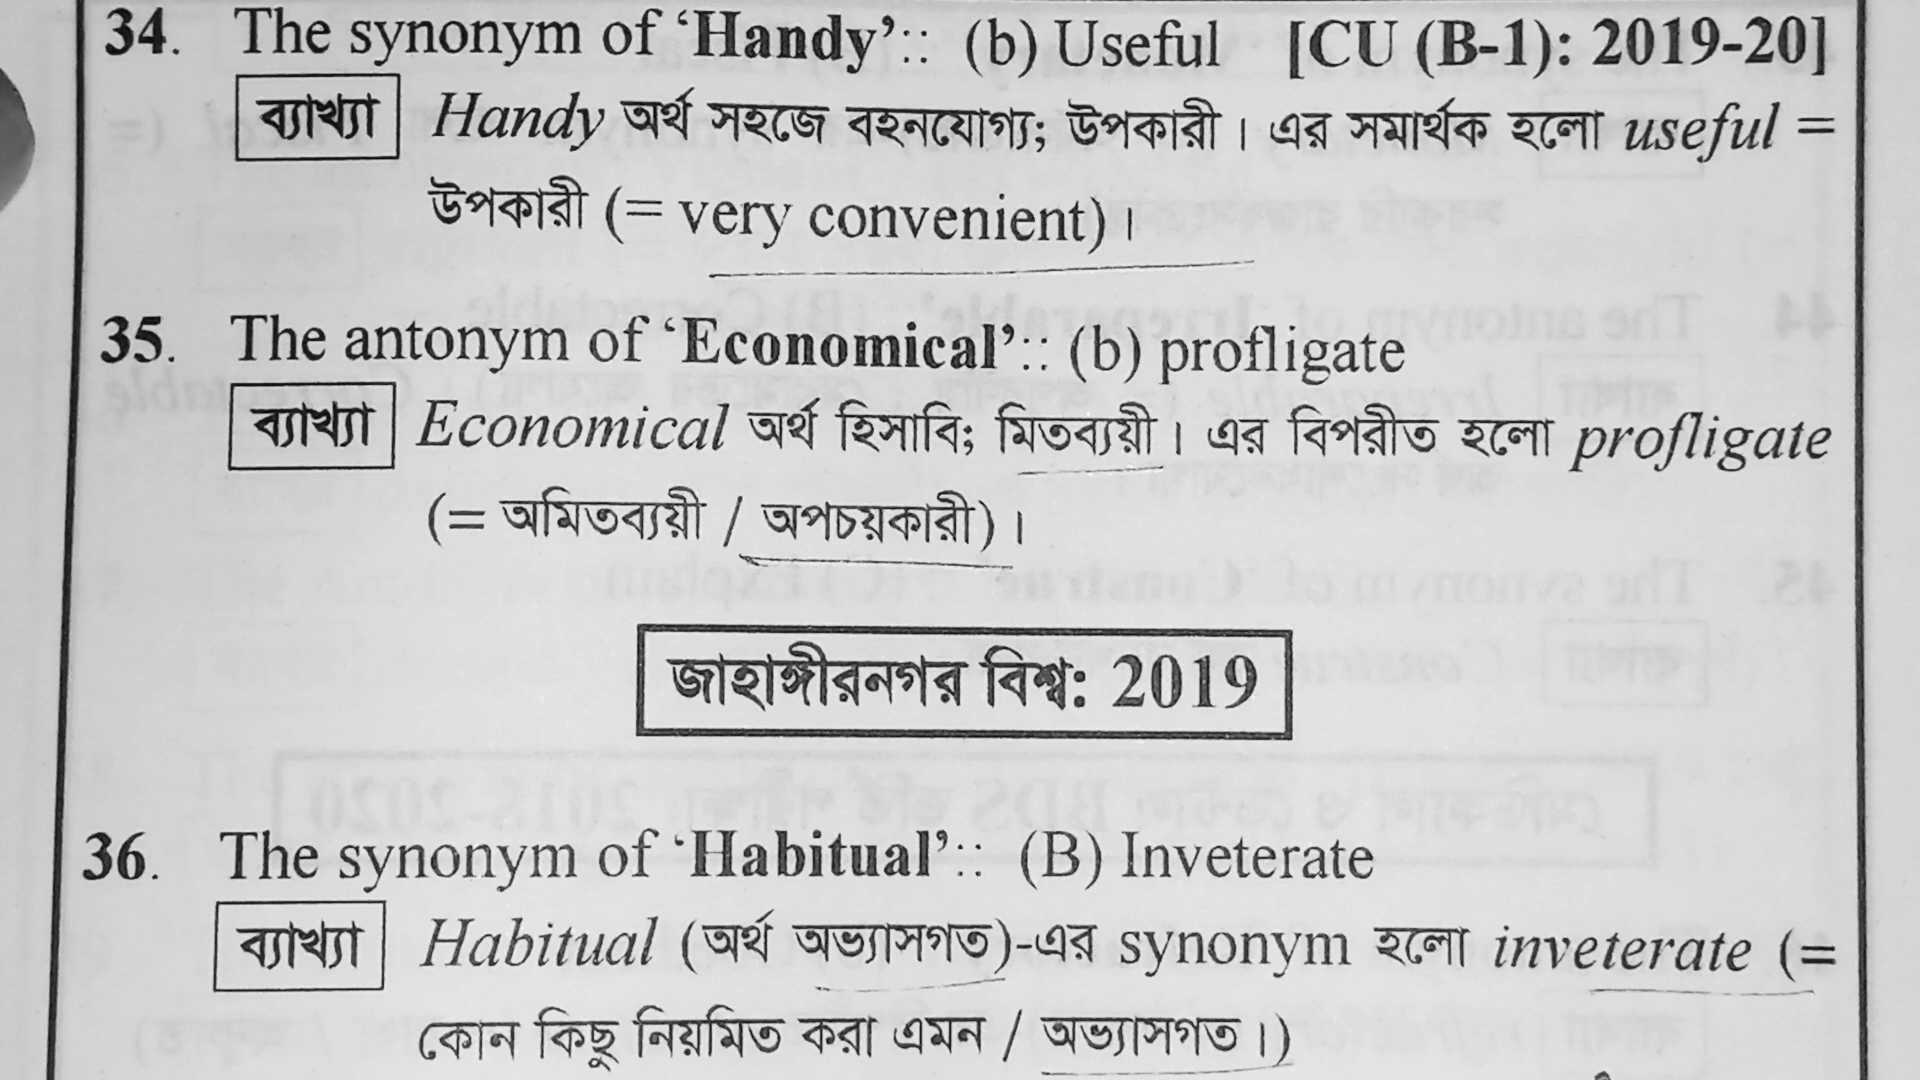 34. The synonym of ‘Handy’:: (b) Useful [CU (B-1): 2019-20]
ব্যাখ্যা Handy অর্থ সহজে বহনযোগ্য; উপকারী। এর সমার্থক হলো useful =
উপকারী (= very convenient)।
35. The antonym of ‘Economical’:: (b) profligate
ব্যাখ্যা Economical অর্থ হিসাবি; মিতব্যয়ী। এর বিপরীত হলো profligate
(= অমিতব্যয়ী / অপচয়কারী)।
জাহাঙ্গীরনগর বিশ্ব: 2019
36. The synonym of ‘Habitual’:: (B) Inveterate
ব্যাখ্যা Habitual (অর্থ অভ্যাসগত)-এর synonym হলো inveterate (=
কোন কিছু নিয়মিত করা এমন / অভ্যাসগত।)